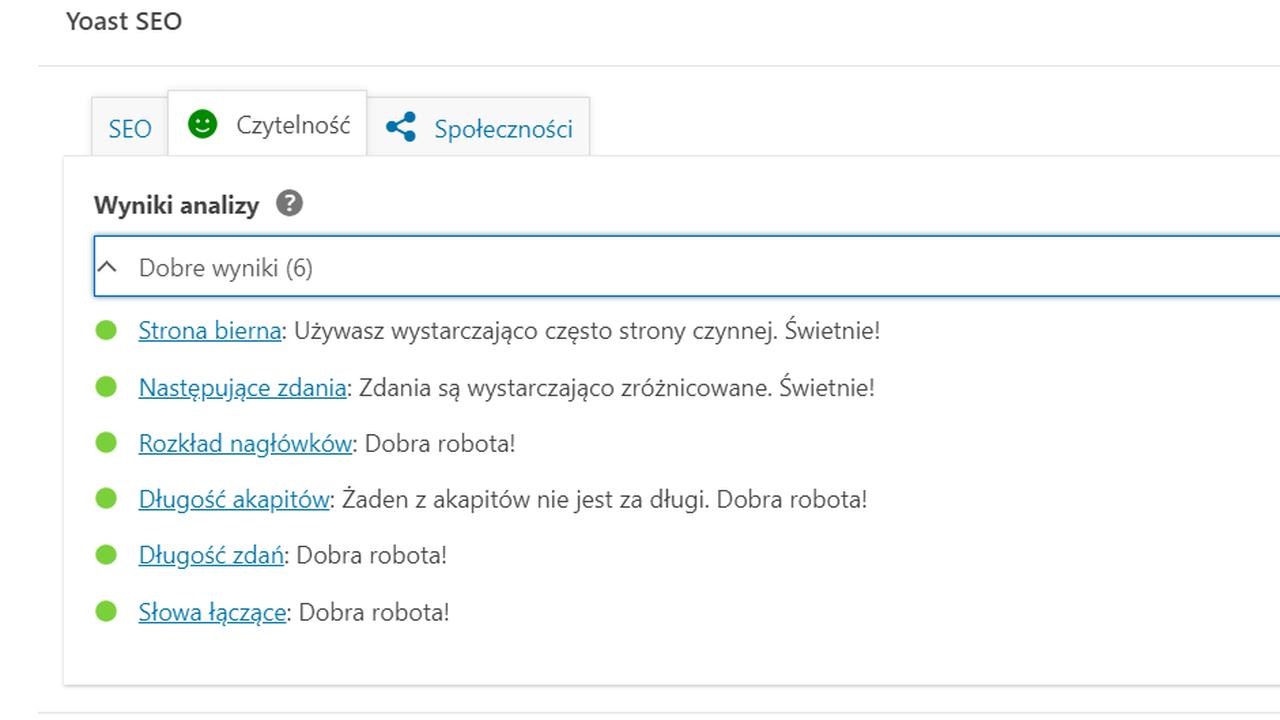 Yoast SEO
SEO
Czytelność
Społeczności
Wyniki analizy ?
Dobre wyniki (6)
Strona bierna: Używasz wystarczająco często strony czynnej. Świetnie!
Następujące zdania: Zdania są wystarczająco zróżnicowane. Świetnie!
Rozkład nagłówków: Dobra robota!
Długość akapitów: Żaden z akapitów nie jest za długi. Dobra robota!
Długość zdań: Dobra robota!
Słowa łączące: Dobra robota!